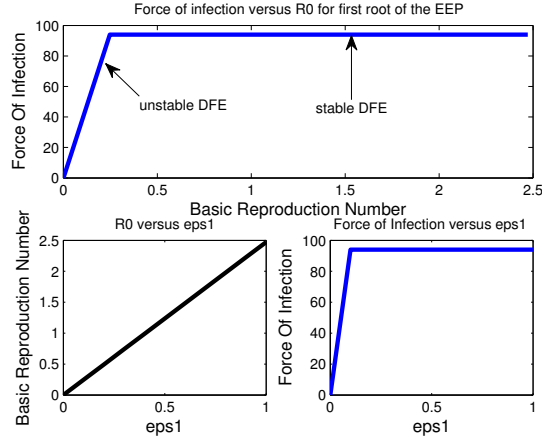 Force of infection versus R0 for first root of the EEP
100
80
60
40
20
0
Force Of Infection
unstable DFE
stable DFE
0
0.5
1
1.5
2
2.5
Basic Reproduction Number
R0 versus eps1
2.5
2
1.5
1
0.5
0
Basic Reproduction Number
0
0.5
1
eps1
Force of Infection versus eps1
100
80
60
40
20
0
Force Of Infection
0
0.5
1
eps1